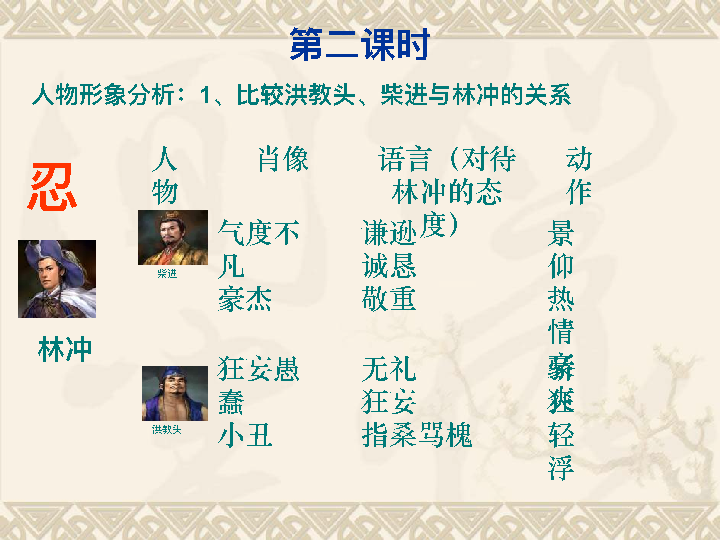 第二课时
人物形象分析：1、比较洪教头、柴进与林冲的关系
忍
林冲
人
物
肖像
语言（对待
林冲的态
度）
动
作
柴进
气度不
凡
豪杰
谦逊
诚恳
敬重
景
仰
热
情
豪
爽
洪教头
狂妄愚
蠢
小丑
无礼
狂妄
指桑骂槐
轻
浮